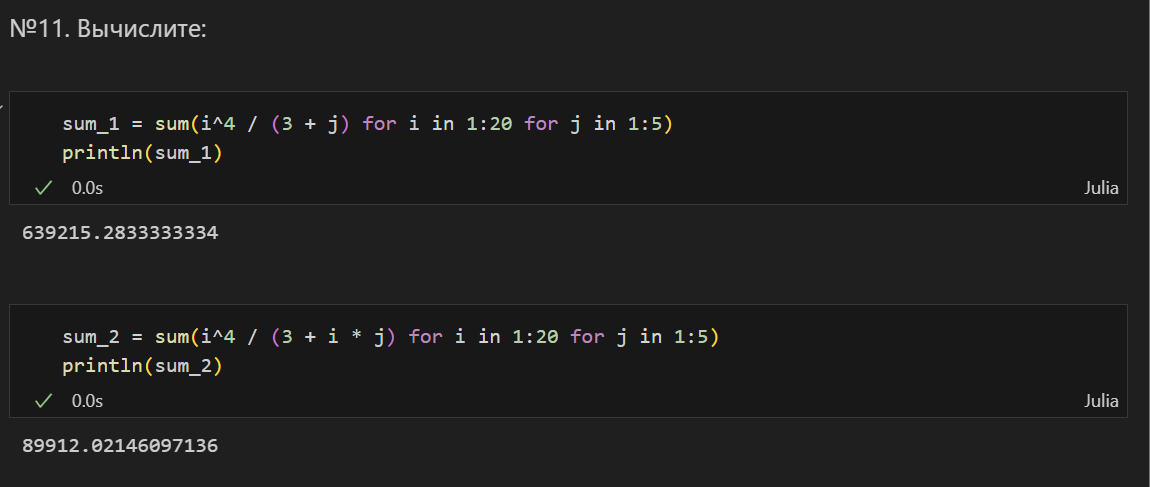 №11. Вычислите:
sum_1 = sum(i^4 / (3 + j) for i in 1:20 for j in 1:5)
println(sum_1)
0.0s
Julia
639215.2833333334
sum_2 = sum(i^4 / (3 + i * j) for i in 1:20 for j in 1:5)
println(sum_2)
0.0s
Julia
89912.02146097136